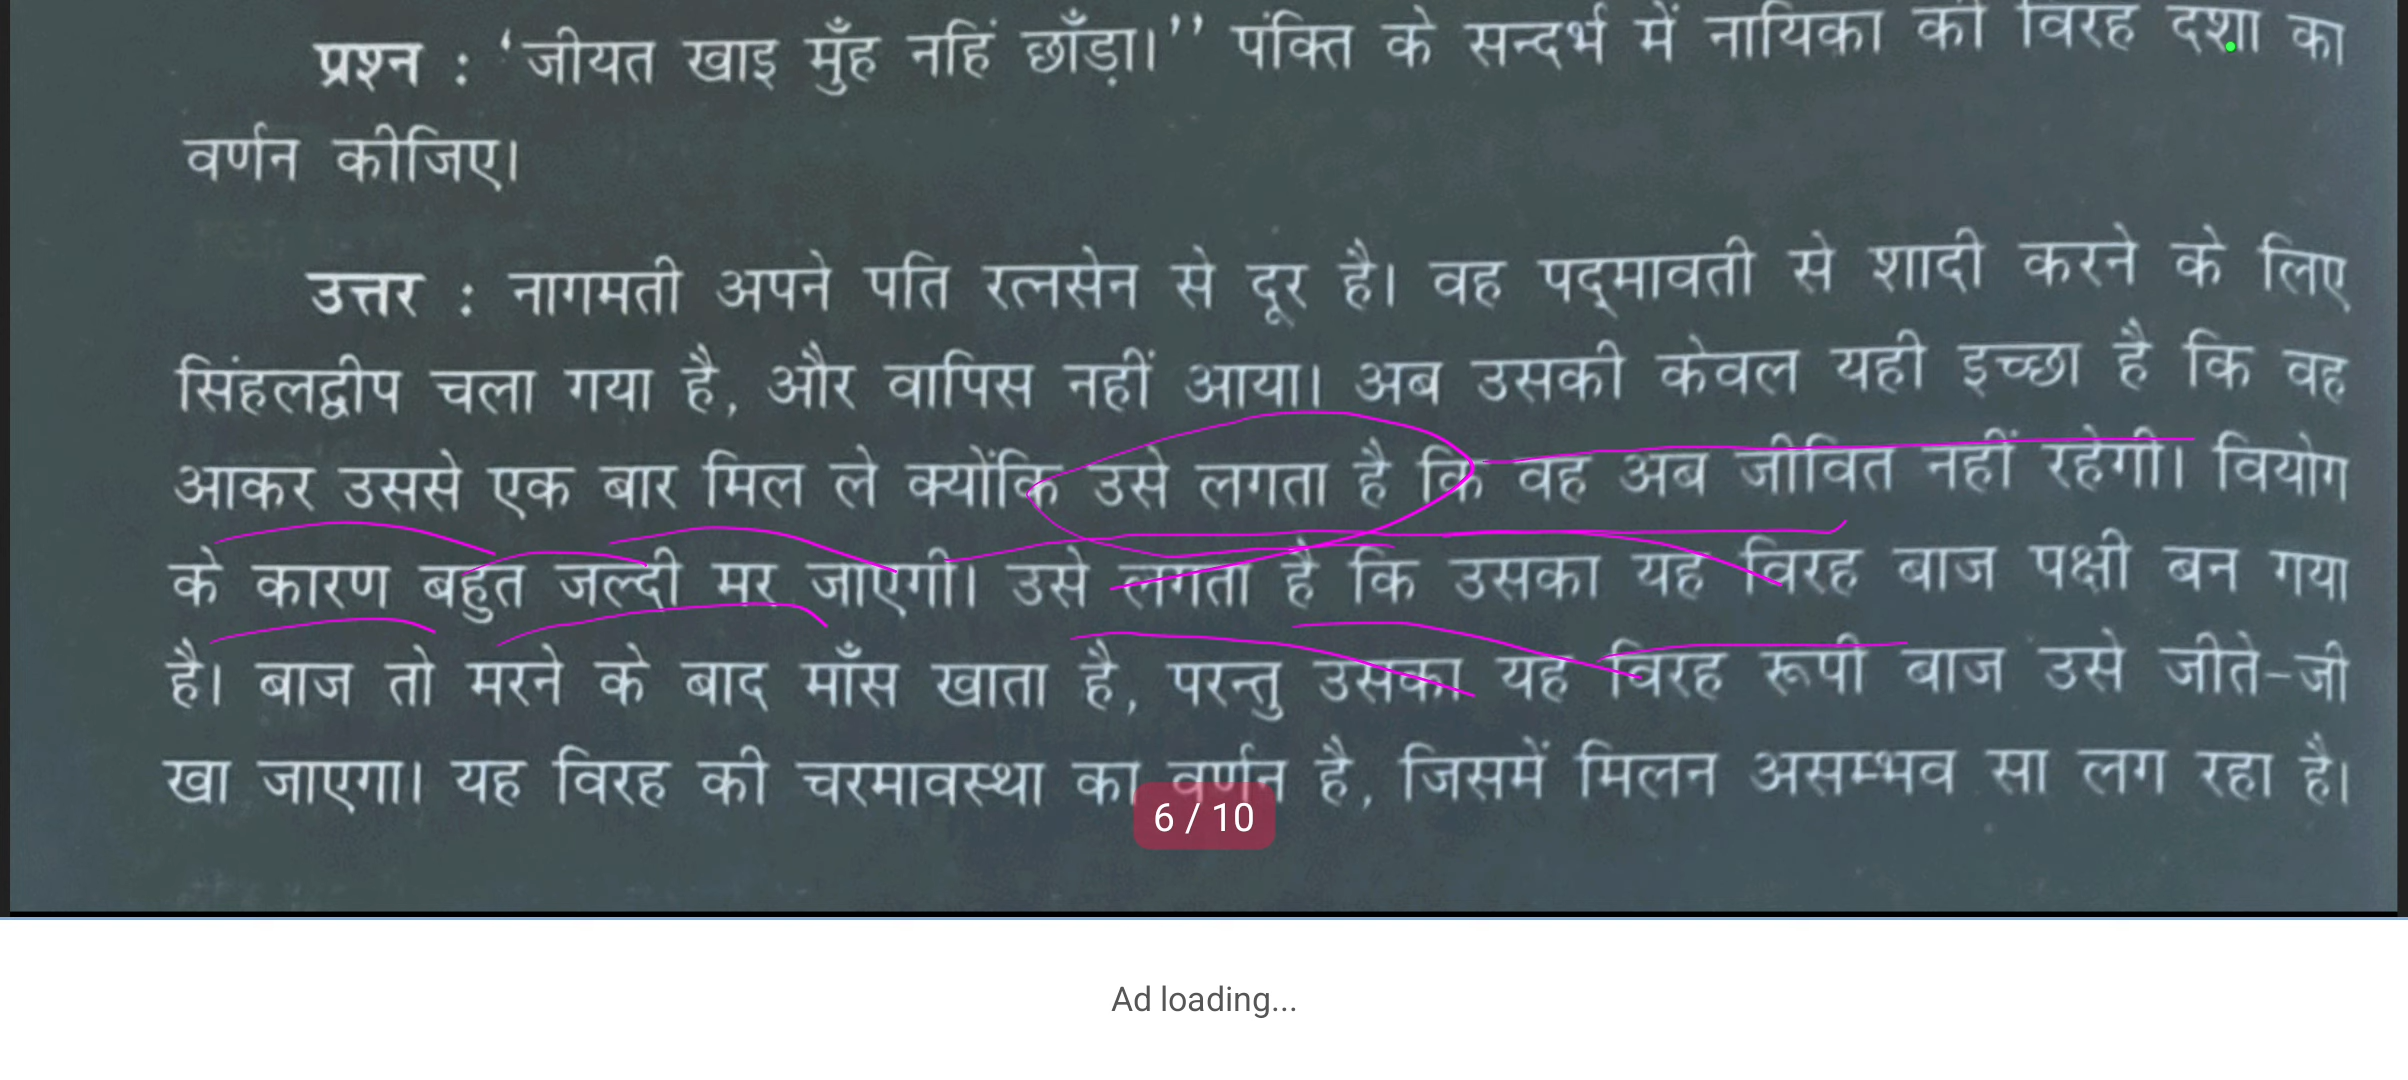 प्रश्न : ‘जीयत खाइ मुँह नहिं छाँड़ा।’’ पंक्ति के सन्दर्भ में नायिका की विरह दशा का
वर्णन कीजिए।
उत्तर : नागमती अपने पति रत्नसेन से दूर है। वह पद्मावती से शादी करने के लिए
सिंहलद्वीप चला गया है, और वापिस नहीं आया। अब उसकी केवल यही इच्छा है कि वह
आकर उससे एक बार मिल ले क्योंकि उसे लगता है कि वह अब जीवित नहीं रहेगी। वियोग
के कारण बहुत जल्दी मर जाएगी। उसे लगता है कि उसका यह विरह बाज पक्षी बन गया
है। बाज तो मरने के बाद माँस खाता है, परन्तु उसका यह विरह रूपी बाज उसे जीते-जी
खा जाएगा। यह विरह की चरमावस्था का वर्णन है, जिसमें मिलन असम्भव सा लग रहा है।
6 / 10
Ad loading...